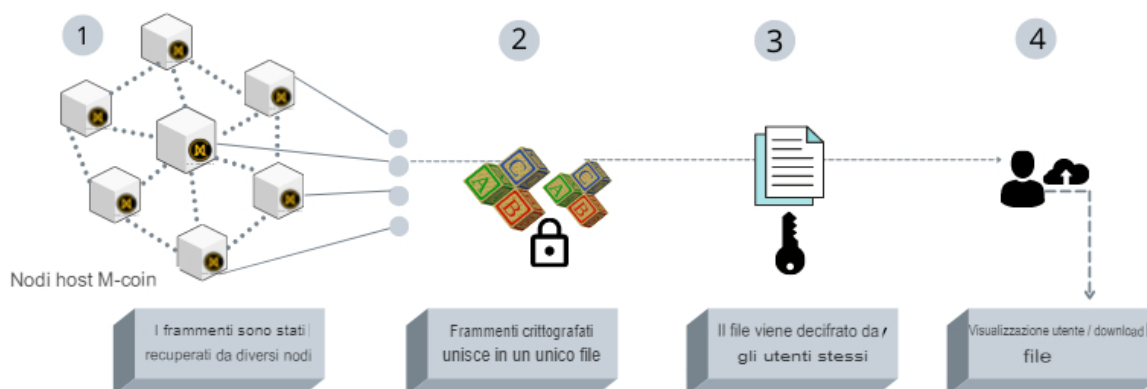 1
2
3
4
Nodi host M-coin
I frammenti sono stati
recuperati da diversi nodi
Frammenti crittografati
unisce in un unico file
Il file viene decifrato da
gli utenti stessi
Visualizzazione utente / download
file
A
C
B
A
C
B